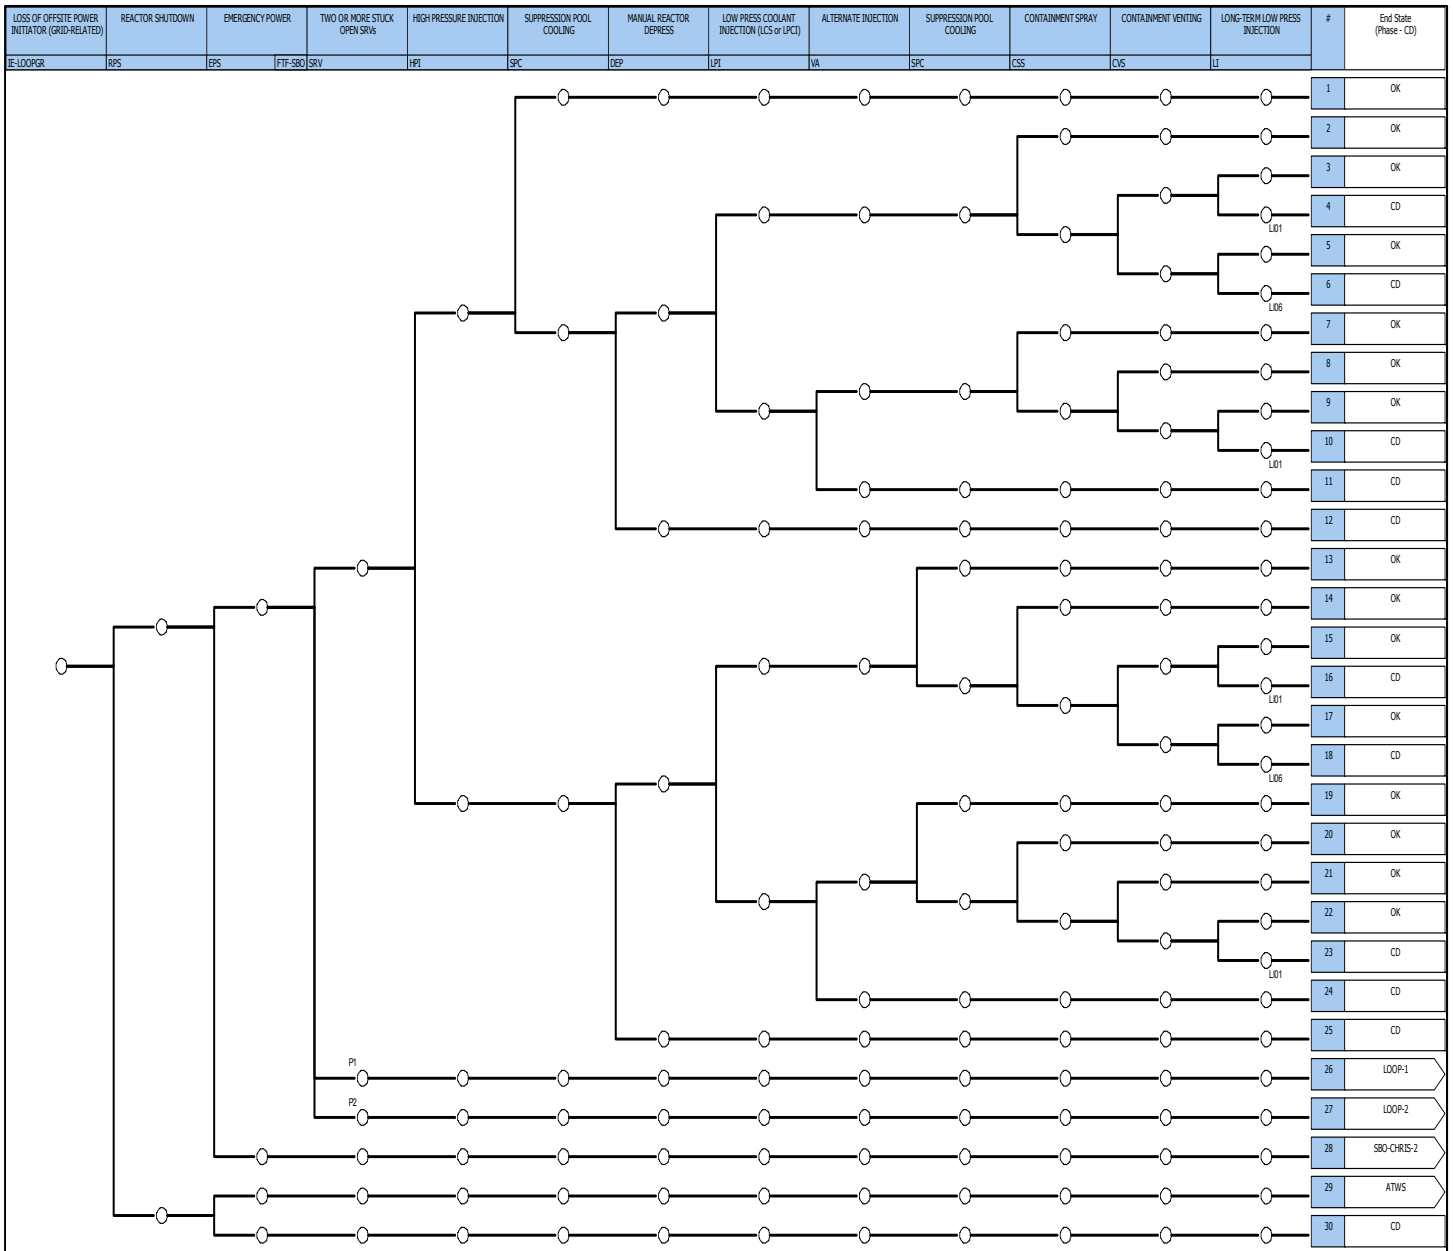 LOSS OF OFFSITE POWER
INITIATOR (GRID-RELATED)
REACTOR SHUTDOWN
EMERGENCY POWER
TWO OR MORE STUCK
OPEN SRVs
HIGH PRESSURE INJECTION
SUPPRESSION POOL
COOLING
MANUAL REACTOR
DEPRESS
LOW PRESS COOLANT
INJECTION (LCS or LPCI)
ALTERNATE INJECTION
SUPPRESSION POOL
COOLING
CONTAINMENT SPRAY
CONTAINMENT VENTING
LONG-TERM LOW PRESS
INJECTION
#
End State
(Phase - CD)
IE-LOOPGR
RPS
EPS
FTF-SBO
SRV
HPI
SPC
DEP
LPI
VA
SPC
CSS
CVS
LI
1 OK
2 OK
3 OK
4 CD
LI01
5 OK
6 CD
LI06
7 OK
8 OK
9 OK
10 CD
LI01
11 CD
12 CD
13 OK
14 OK
15 OK
16 CD
LI01
17 OK
18 CD
LI06
19 OK
20 OK
21 OK
22 OK
23 CD
LI01
24 CD
25 CD
P1
26 LOOP-1
P2
27 LOOP-2
28 SBO-CHRIS-2
29 ATWS
30 CD